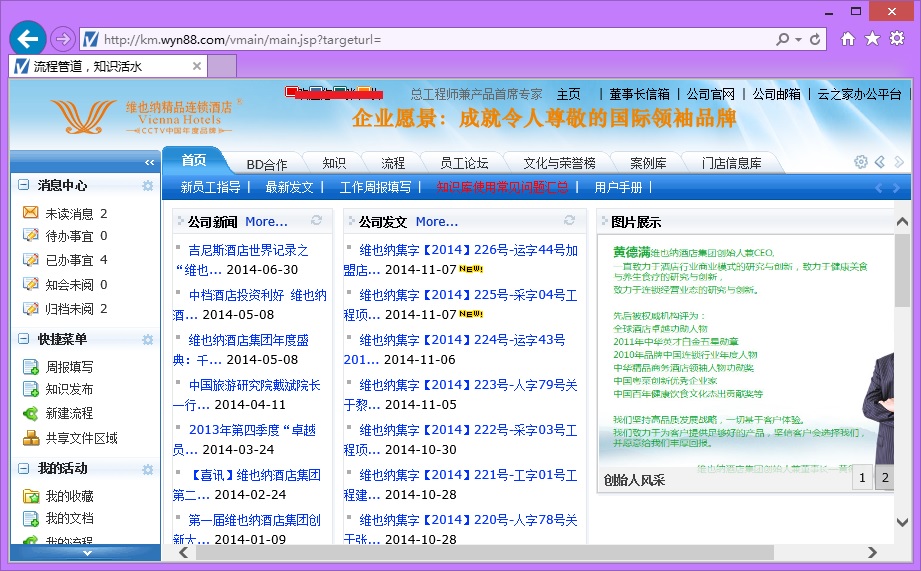 http://km.wyn88.com/vmain/main.jsp?targeturl=
流程管道，知识活水
维也纳精品连锁酒店
Vienna Hotels
CCTV中国年度品牌
总工程师兼产品首席专家 主页 | 董事长信箱 | 公司官网 | 公司邮箱 | 云之家办公平台 |
企业愿景：成就令人尊敬的国际领袖品牌
首页 BD合作 知识 流程 员工论坛 文化与荣誉榜 案例库 门店信息库
新员工指导 | 最新发文 | 工作周报填写 | 知识库使用常见问题汇总 | 用户手册 |
消息中心
未读消息 2
待办事宜 0
已办事宜 4
知会未阅 0
归档未阅 2
快捷菜单
周报填写
知识发布
新建流程
共享文件区域
我的活动
我的收藏
我的文档
我的流程
公司新闻 More...
吉尼斯酒店世界记录之
“维也... 2014-06-30
中档酒店投资利好 维也纳
酒... 2014-05-08
维也纳酒店集团年度盛
典：千... 2014-05-08
中国旅游研究院戴斌院长
一行... 2014-04-11
2013年第四季度“卓越
员... 2014-03-24
【喜讯】维也纳酒店集团
第二... 2014-02-24
第一届维也纳酒店集团创
新大... 2014-01-09
公司发文 More...
维也纳集字【2014】226号-运字44号加
盟店... 2014-11-07 NEW!
维也纳集字【2014】225号-采字04号工
程项... 2014-11-07 NEW!
维也纳集字【2014】224号-运字43号
201... 2014-11-06
维也纳集字【2014】223号-人字79号关
于黎... 2014-11-05
维也纳集字【2014】222号-采字03号工
程项... 2014-10-30
维也纳集字【2014】221号-工字01号工
程建... 2014-10-28
维也纳集字【2014】220号-人字78号关
于张... 2014-10-28
图片展示
黄德满维也纳酒店集团创始人兼CEO,
一直致力于酒店行业商业模式的研究与创新，致力于健康美食
与养生食疗的研究与创新，
致力于连锁经营业态的研究与创新。
先后被权威机构评为：
全球酒店卓越功勋人物
2011年中华英才白金五星勋章
2010年品牌中国连锁行业年度人物
中华精品商务酒店领袖人物功勋奖
中国粤菜创新优秀企业家
中国百年健康饮食文化杰出贡献奖等
我们坚持高品质发展战略，一切基于客户体验。
我们致力于为客户提供足够好的产品，坚信客户会选择我们，
并愿意给我们丰厚回报。
维也纳酒店集团创始人兼董事长—黄德
创始人风采 1 2